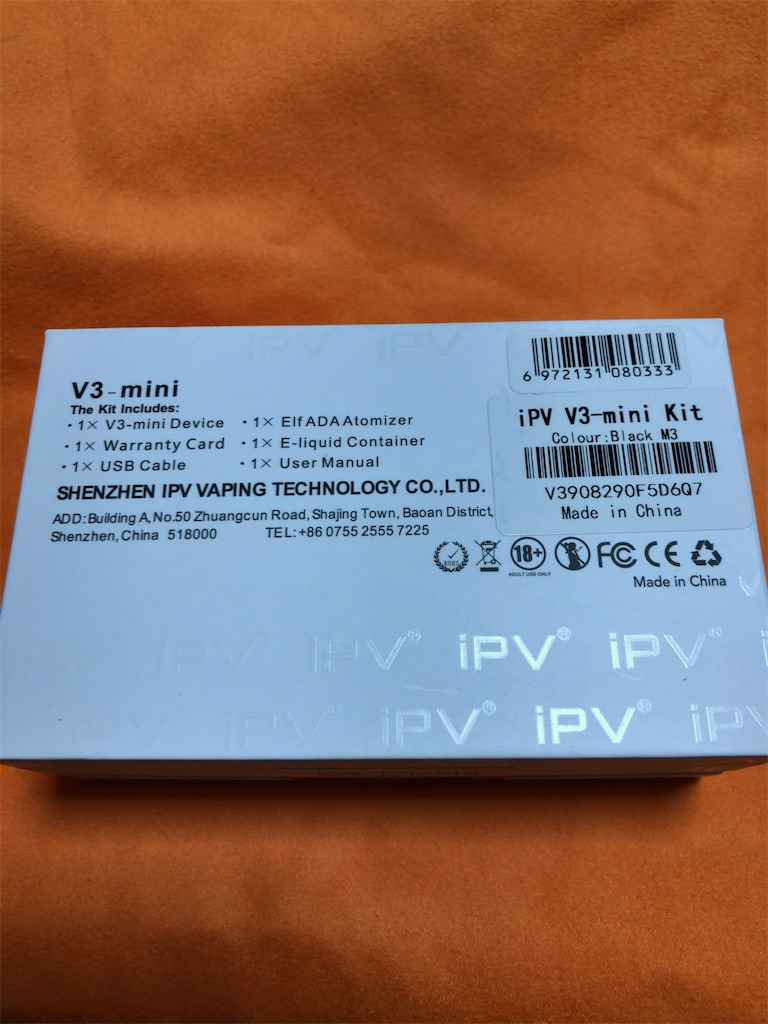 6 972131 080333
V3-mini
The Kit Includes:
· 1× V3-mini Device · 1× Elf ADA Atomizer
· 1× Warranty Card · 1× E-liquid Container
· 1× USB Cable · 1× User Manual
SHENZHEN IPV VAPING TECHNOLOGY CO.,LTD.
ADD: Building A, No.50 Zhuangcun Road, Shajing Town, Baoan District,
Shenzhen, China 518000 TEL: +86 0755 2555 7225
iPV V3-mini Kit
Colour:Black M3
V3908290F5D6Q7
Made in China
ROHS 18+ FC CE
ADULT USE ONLY
Made in China
iPV iPV
iPV® iPV® iPV® iPV®
iPV iPV® iPV® iPV® iPV